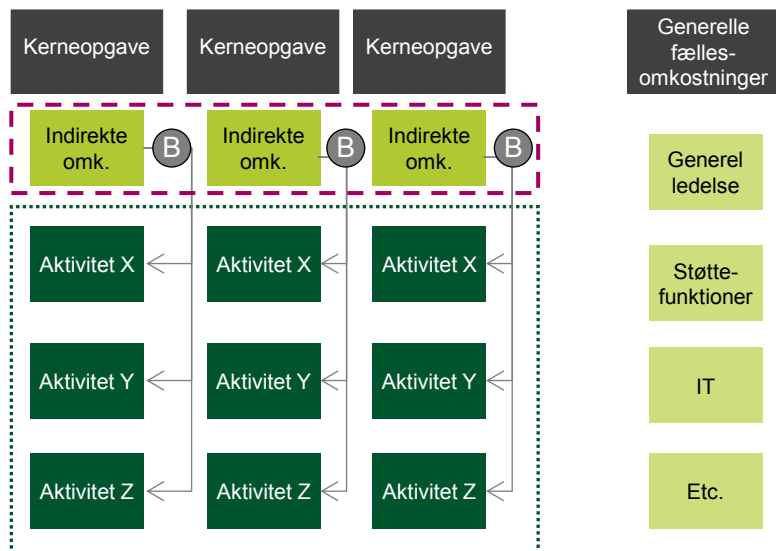 Kerneopgave
Kerneopgave
Kerneopgave
Generelle
fælles-
omkostninger
Indirekte
omk.
B
Indirekte
omk.
B
Indirekte
omk.
B
Generel
ledelse
Aktivitet X
Aktivitet X
Aktivitet X
Støtte-
funktioner
Aktivitet Y
Aktivitet Y
Aktivitet Y
IT
Aktivitet Z
Aktivitet Z
Aktivitet Z
Etc.